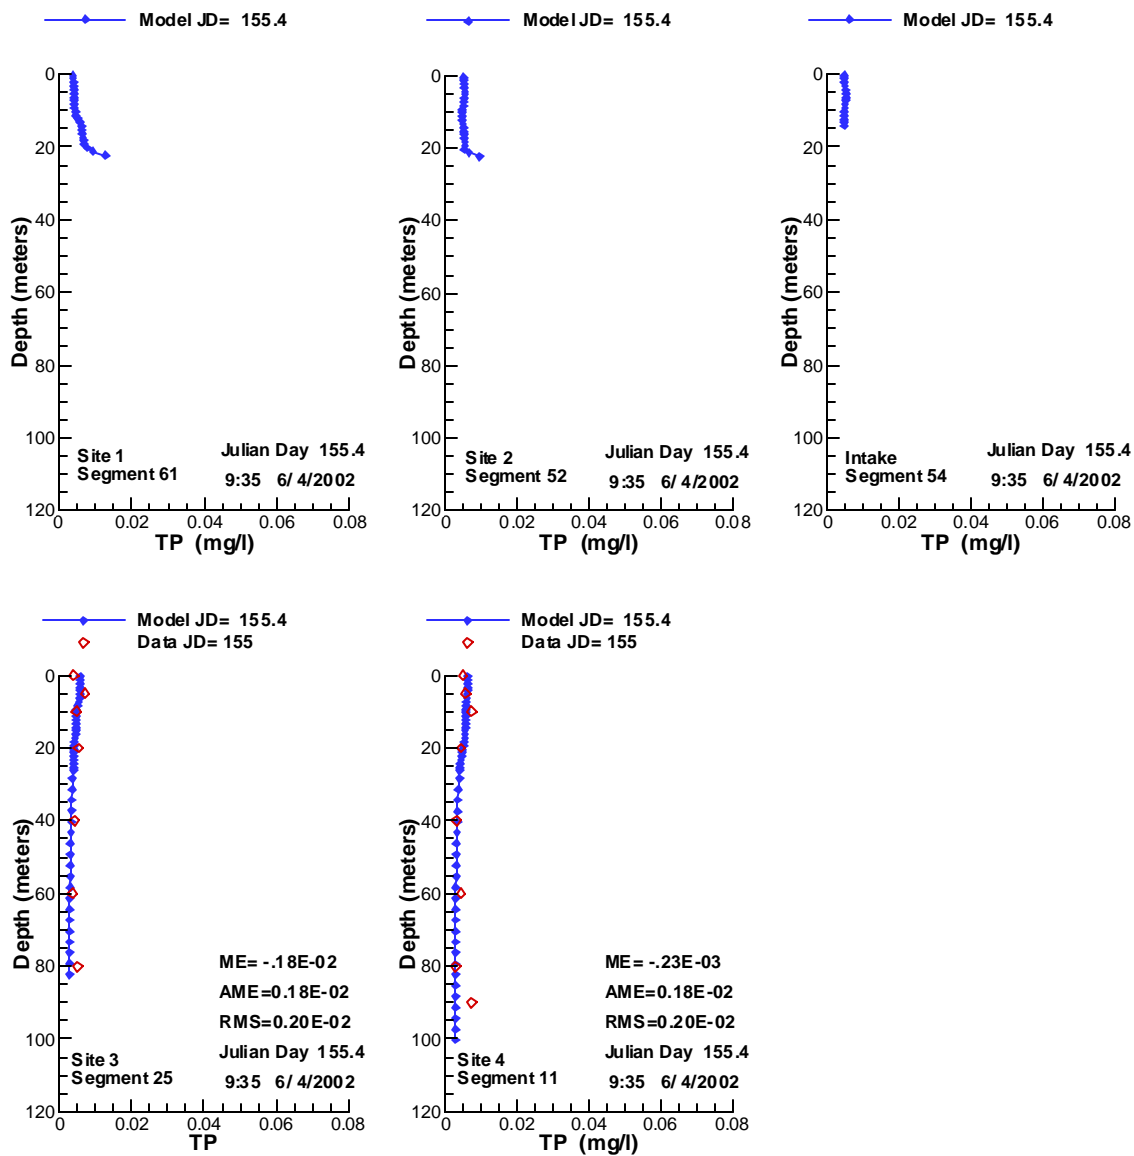 Model JD= 155.4
0
20
40
60
80
100
120
Depth (meters)
Site 1
Segment 61
Julian Day 155.4
9:35 6/ 4/2002
0 0.02 0.04 0.06 0.08
TP (mg/l)
Model JD= 155.4
0
20
40
60
80
100
120
Depth (meters)
Site 2
Segment 52
Julian Day 155.4
9:35 6/ 4/2002
0 0.02 0.04 0.06 0.08
TP (mg/l)
Model JD= 155.4
0
20
40
60
80
100
120
Depth (meters)
Intake
Segment 54
Julian Day 155.4
9:35 6/ 4/2002
0 0.02 0.04 0.06 0.08
TP (mg/l)
Model JD= 155.4
Data JD= 155
0
20
40
60
80
100
120
Depth (meters)
ME= -.18E-02
AME=0.18E-02
RMS=0.20E-02
Site 3
Segment 25
Julian Day 155.4
9:35 6/ 4/2002
0 0.02 0.04 0.06 0.08
TP
Model JD= 155.4
Data JD= 155
0
20
40
60
80
100
120
Depth (meters)
ME= -.23E-03
AME=0.18E-02
RMS=0.20E-02
Site 4
Segment 11
Julian Day 155.4
9:35 6/ 4/2002
0 0.02 0.04 0.06 0.08
TP (mg/l)